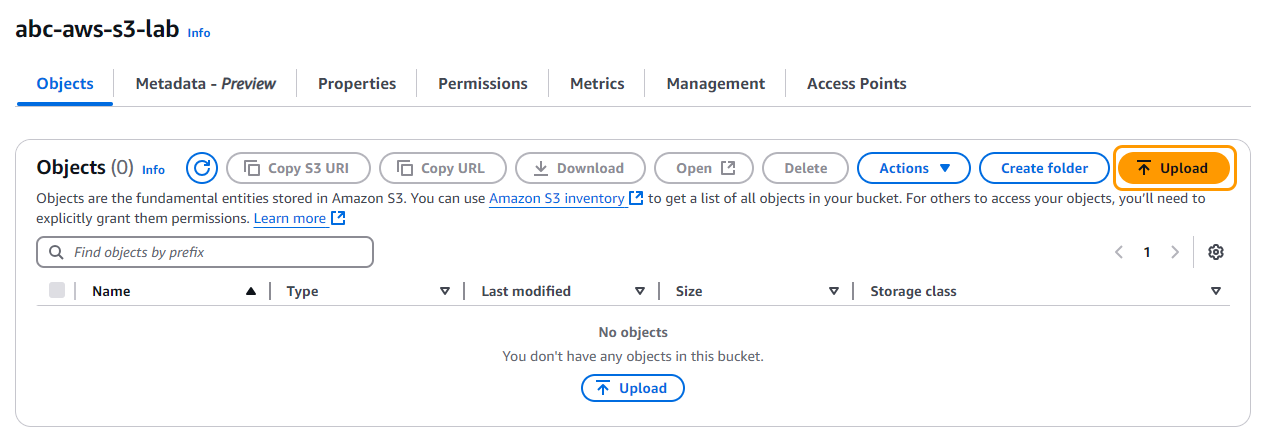 abc-aws-s3-lab Info
Objects Metadata - Preview Properties Permissions Metrics Management Access Points
Objects (0) Info Copy S3 URI Copy URL Download Open Delete Actions Create folder Upload
Objects are the fundamental entities stored in Amazon S3. You can use Amazon S3 inventory to get a list of all objects in your bucket. For others to access your objects, you'll need to
explicitly grant them permissions. Learn more
Find objects by prefix 1
Name Type Last modified Size Storage class
No objects
You don't have any objects in this bucket.
Upload